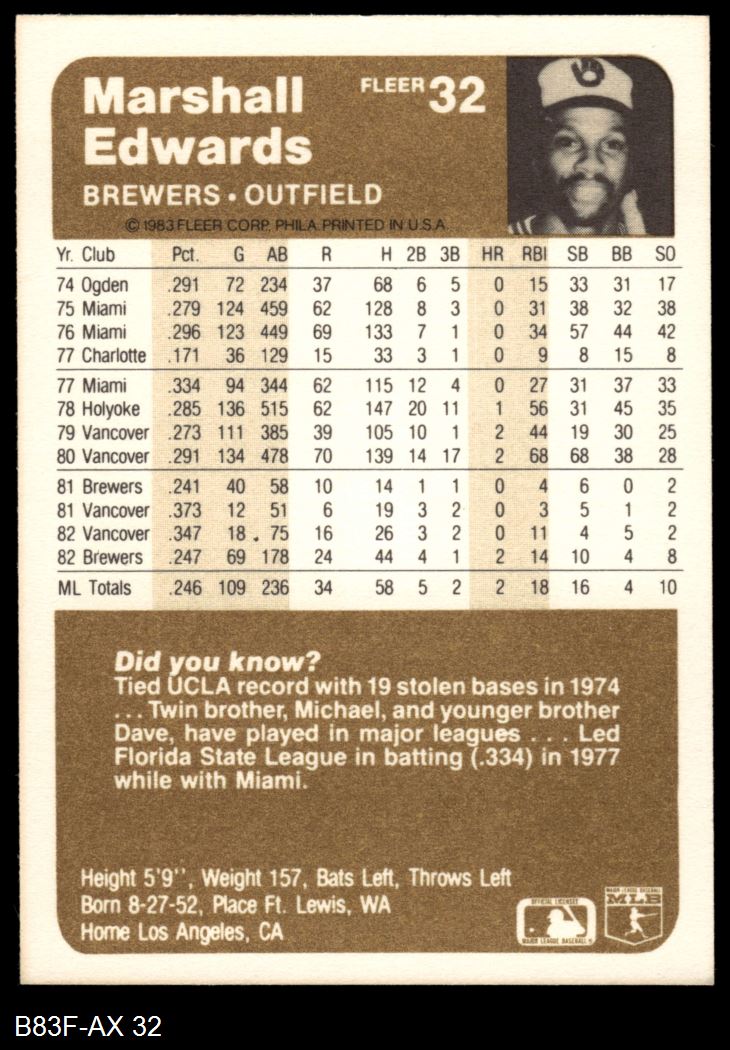 Marshall
Edwards
FLEER 32
BREWERS • OUTFIELD
© 1983 FLEER CORP. PHILA. PRINTED IN U.S.A.
Yr. Club Pct. G AB R H 2B 3B HR RBI SB BB SO
74 Ogden .291 72 234 37 68 6 5 0 15 33 31 17
75 Miami .279 124 459 62 128 8 3 0 31 38 32 38
76 Miami .296 123 449 69 133 7 1 0 34 57 44 42
77 Charlotte .171 36 129 15 33 3 1 0 9 8 15 8
77 Miami .334 94 344 62 115 12 4 0 27 31 37 33
78 Holyoke .285 136 515 62 147 20 11 1 56 31 45 35
79 Vancover .273 111 385 39 105 10 1 2 44 19 30 25
80 Vancover .291 134 478 70 139 14 17 2 68 68 38 28
81 Brewers .241 40 58 10 14 1 1 0 4 6 0 2
81 Vancover .373 12 51 6 19 3 2 0 3 5 1 2
82 Vancover .347 18 75 16 26 3 2 0 11 4 5 2
82 Brewers .247 69 178 24 44 4 1 2 14 10 4 8
ML Totals .246 109 236 34 58 5 2 2 18 16 4 10
Did you know?
Tied UCLA record with 19 stolen bases in 1974
. . . Twin brother, Michael, and younger brother
Dave, have played in major leagues . . . Led
Florida State League in batting (.334) in 1977
while with Miami.
Height 5'9'', Weight 157, Bats Left, Throws Left
Born 8-27-52, Place Ft. Lewis, WA
Home Los Angeles, CA
OFFICIAL LICENSEE
MAJOR LEAGUE BASEBALL
MAJOR LEAGUE BASEBALL
MLB
B83F-AX 32